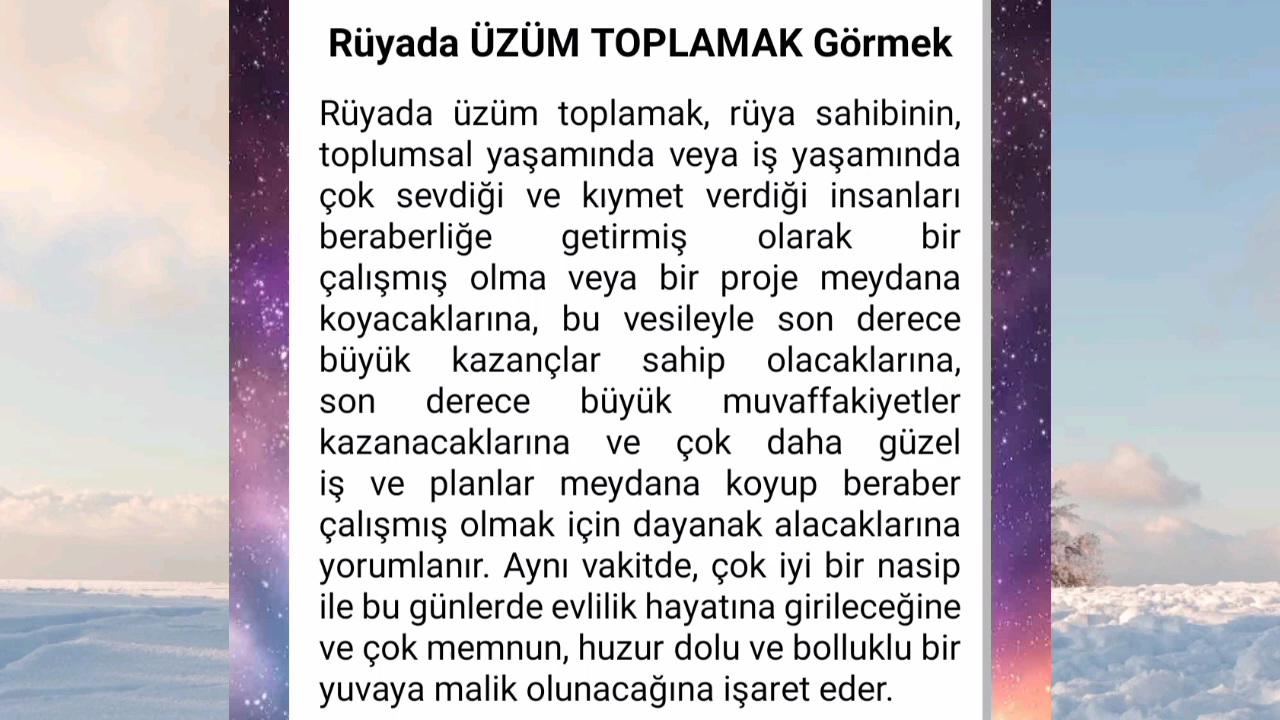 Rüyada ÜZÜM TOPLAMAK Görmek
Rüyada üzüm toplamak, rüya sahibinin,
toplumsal yaşamında veya iş yaşamında
çok sevdiği ve kıymet verdiği insanları
beraberliğe getirmiş olarak bir
çalışmış olma veya bir proje meydana
koyacaklarına, bu vesileyle son derece
büyük kazançlar sahip olacaklarına,
son derece büyük muvaffakiyetler
kazanacaklarına ve çok daha güzel
iş ve planlar meydana koyup beraber
çalışmış olmak için dayanak alacaklarına
yorumlanır. Aynı vakitde, çok iyi bir nasip
ile bu günlerde evlilik hayatına girileceğine
ve çok memnun, huzur dolu ve bolluklu bir
yuvaya malik olunacağına işaret eder.